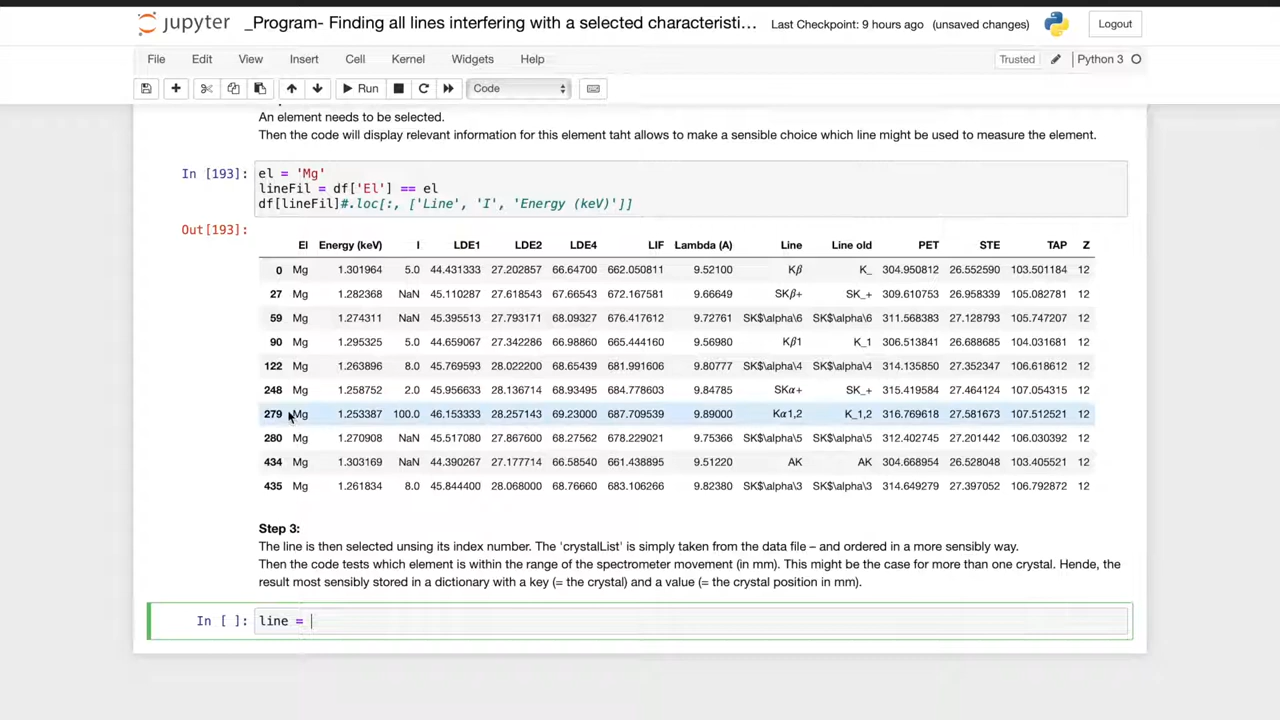 jupyter _Program- Finding all lines interfering with a selected characteristi... Last Checkpoint: 9 hours ago (unsaved changes) Logout
File Edit View Insert Cell Kernel Widgets Help Trusted Python 3
Run Code
An element needs to be selected.
Then the code will display relevant information for this element taht allows to make a sensible choice which line might be used to measure the element.
In [193]: el = 'Mg'
lineFil = df['El'] == el
df[lineFil]#.loc[:, ['Line', 'I', 'Energy (keV)']]
Out[193]:
El Energy (keV) I LDE1 LDE2 LDE4 LIF Lambda (A) Line Line old PET STE TAP Z
0 Mg 1.301964 5.0 44.431333 27.202857 66.64700 662.050811 9.52100 Kβ K_ 304.950812 26.552590 103.501184 12
27 Mg 1.282368 NaN 45.110287 27.618543 67.66543 672.167581 9.66649 SKβ+ SK_+ 309.610753 26.958339 105.082781 12
59 Mg 1.274311 NaN 45.395513 27.793171 68.09327 676.417612 9.72761 SK$\alpha\6 SK$\alpha\6 311.568383 27.128793 105.747207 12
90 Mg 1.295325 5.0 44.659067 27.342286 66.98860 665.444160 9.56980 Kβ1 K_1 306.513841 26.688685 104.031681 12
122 Mg 1.263896 8.0 45.769593 28.022200 68.65439 681.991606 9.80777 SK$\alpha\4 SK$\alpha\4 314.135850 27.352347 106.618612 12
248 Mg 1.258752 2.0 45.956633 28.136714 68.93495 684.778603 9.84785 SKα+ SK_+ 315.419584 27.464124 107.054315 12
279 Mg 1.253387 100.0 46.153333 28.257143 69.23000 687.709539 9.89000 Kα1,2 K_1,2 316.769618 27.581673 107.512521 12
280 Mg 1.270908 NaN 45.517080 27.867600 68.27562 678.229021 9.75366 SK$\alpha\5 SK$\alpha\5 312.402745 27.201442 106.030392 12
434 Mg 1.303169 NaN 44.390267 27.177714 66.58540 661.438895 9.51220 AK AK 304.668954 26.528048 103.405521 12
435 Mg 1.261834 8.0 45.844400 28.068000 68.76660 683.106266 9.82380 SK$\alpha\3 SK$\alpha\3 314.649279 27.397052 106.792872 12
Step 3:
The line is then selected unsing its index number. The 'crystalList' is simply taken from the data file – and ordered in a more sensibly way.
Then the code tests which element is within the range of the spectrometer movement (in mm). This might be the case for more than one crystal. Hende, the
result most sensibly stored in a dictionary with a key (= the crystal) and a value (= the crystal position in mm).
In [ ]: line =